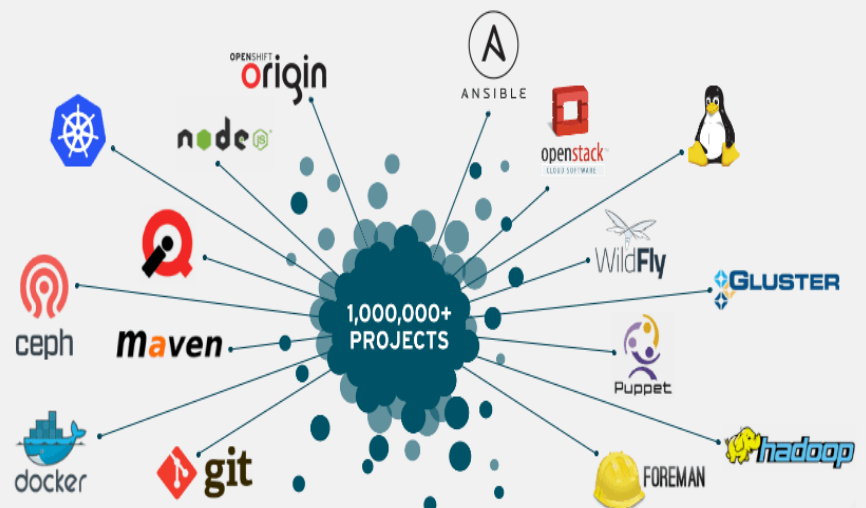 OPENSHIFT
origin
ANSIBLE
node
JS
openstack
CLOUD SOFTWARE
WildFly
ceph
1,000,000+
PROJECTS
GLUSTER
maven
Puppet
docker
git
FOREMAN
hadoop